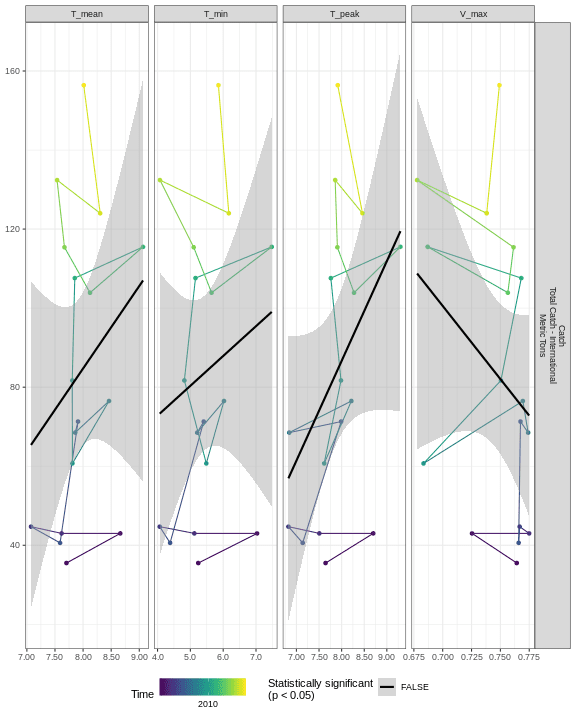 T_mean T_min T_peak V_max
160
120
80
40
Catch
Total Catch - International
Metric Tons
7.00 7.50 8.00 8.50 9.00 4.0 5.0 6.0 7.0 7.00 7.50 8.00 8.50 9.00 9.50 0.675 0.700 0.725 0.750 0.775
Time
2010
Statistically significant
(p < 0.05)
FALSE